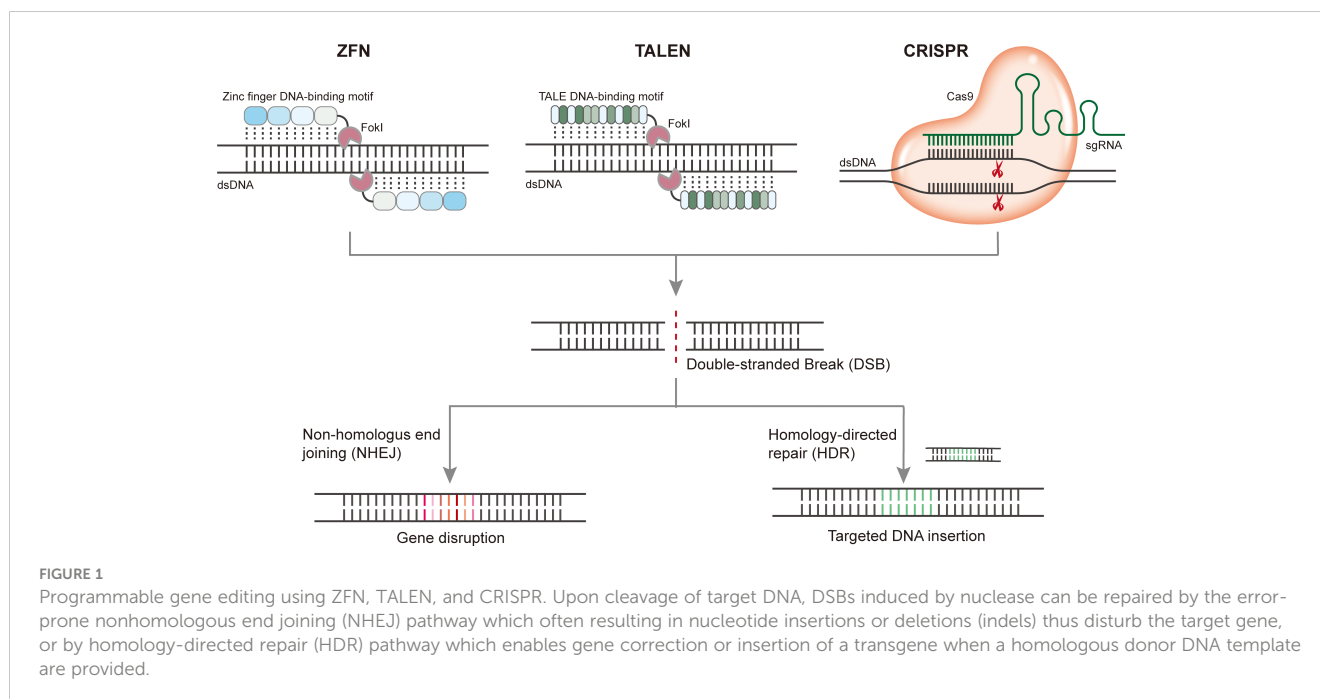 ZFN
TALEN
CRISPR
Zinc finger DNA-binding motif
FokI
dsDNA
TALE DNA-binding motif
FokI
dsDNA
Cas9
sgRNA
dsDNA
Double-stranded Break (DSB)
Non-homologus end
joining (NHEJ)
Homology-directed
repair (HDR)
Gene disruption
Targeted DNA insertion
FIGURE 1
Programmable gene editing using ZFN, TALEN, and CRISPR. Upon cleavage of target DNA, DSBs induced by nuclease can be repaired by the error-
prone nonhomologous end joining (NHEJ) pathway which often resulting in nucleotide insertions or deletions (indels) thus disturb the target gene,
or by homology-directed repair (HDR) pathway which enables gene correction or insertion of a transgene when a homologous donor DNA template
are provided.